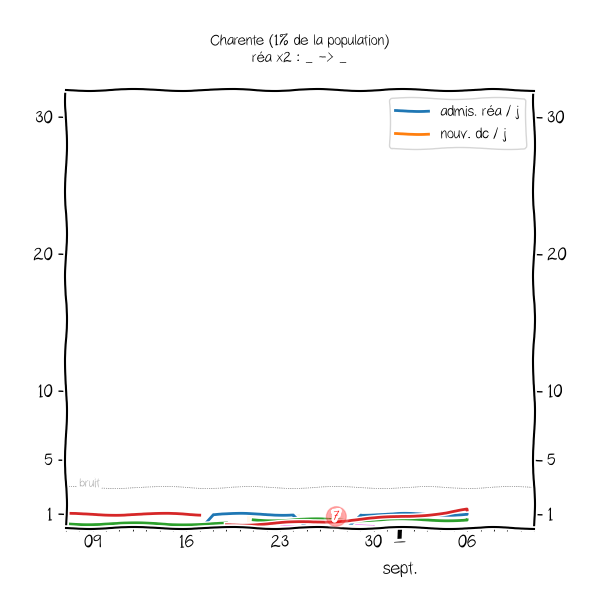 Charente (1% de la population)
réa x2 : _ -> _
admis. réa / j
nouv. dc / j
30
30
20
20
10
10
5
5
bruit
7
1
1
09
16
23
30
06
sept.